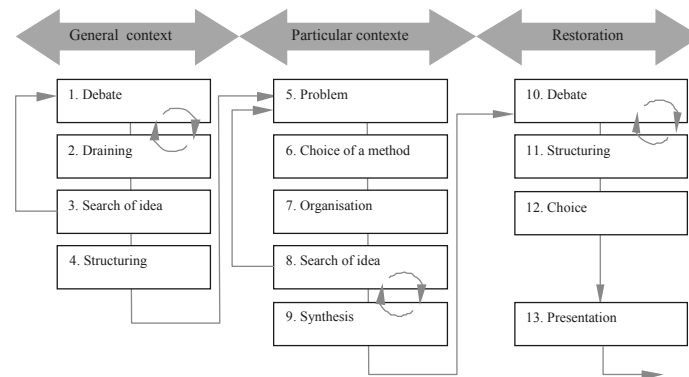 General context
Particular contexte
Restoration
1. Debate
2. Draining
3. Search of idea
4. Structuring
5. Problem
6. Choice of a method
7. Organisation
8. Search of idea
9. Synthesis
10. Debate
11. Structuring
12. Choice
13. Presentation